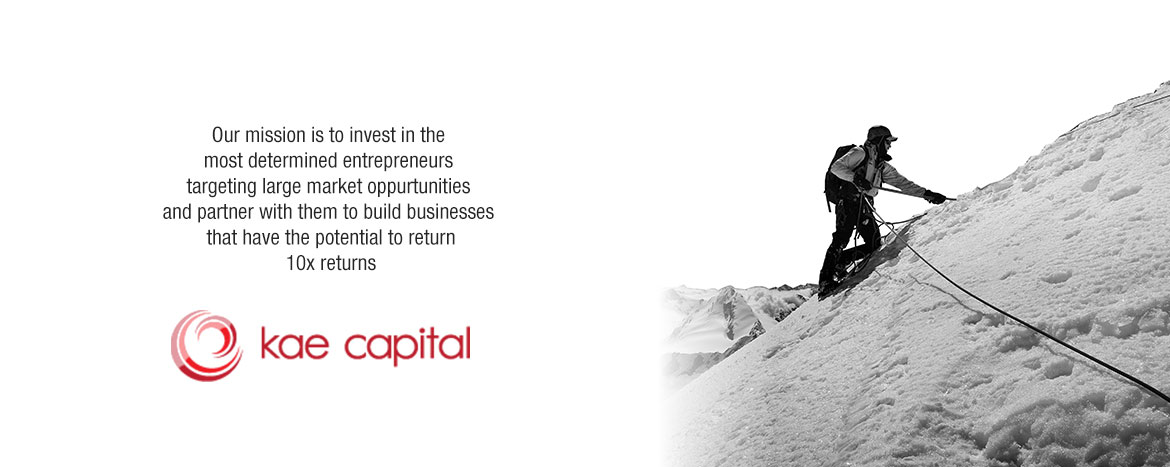 Our mission is to invest in the
most determined entrepreneurs
targeting large market oppurtunities
and partner with them to build businesses
that have the potential to return
10x returns
kae capital